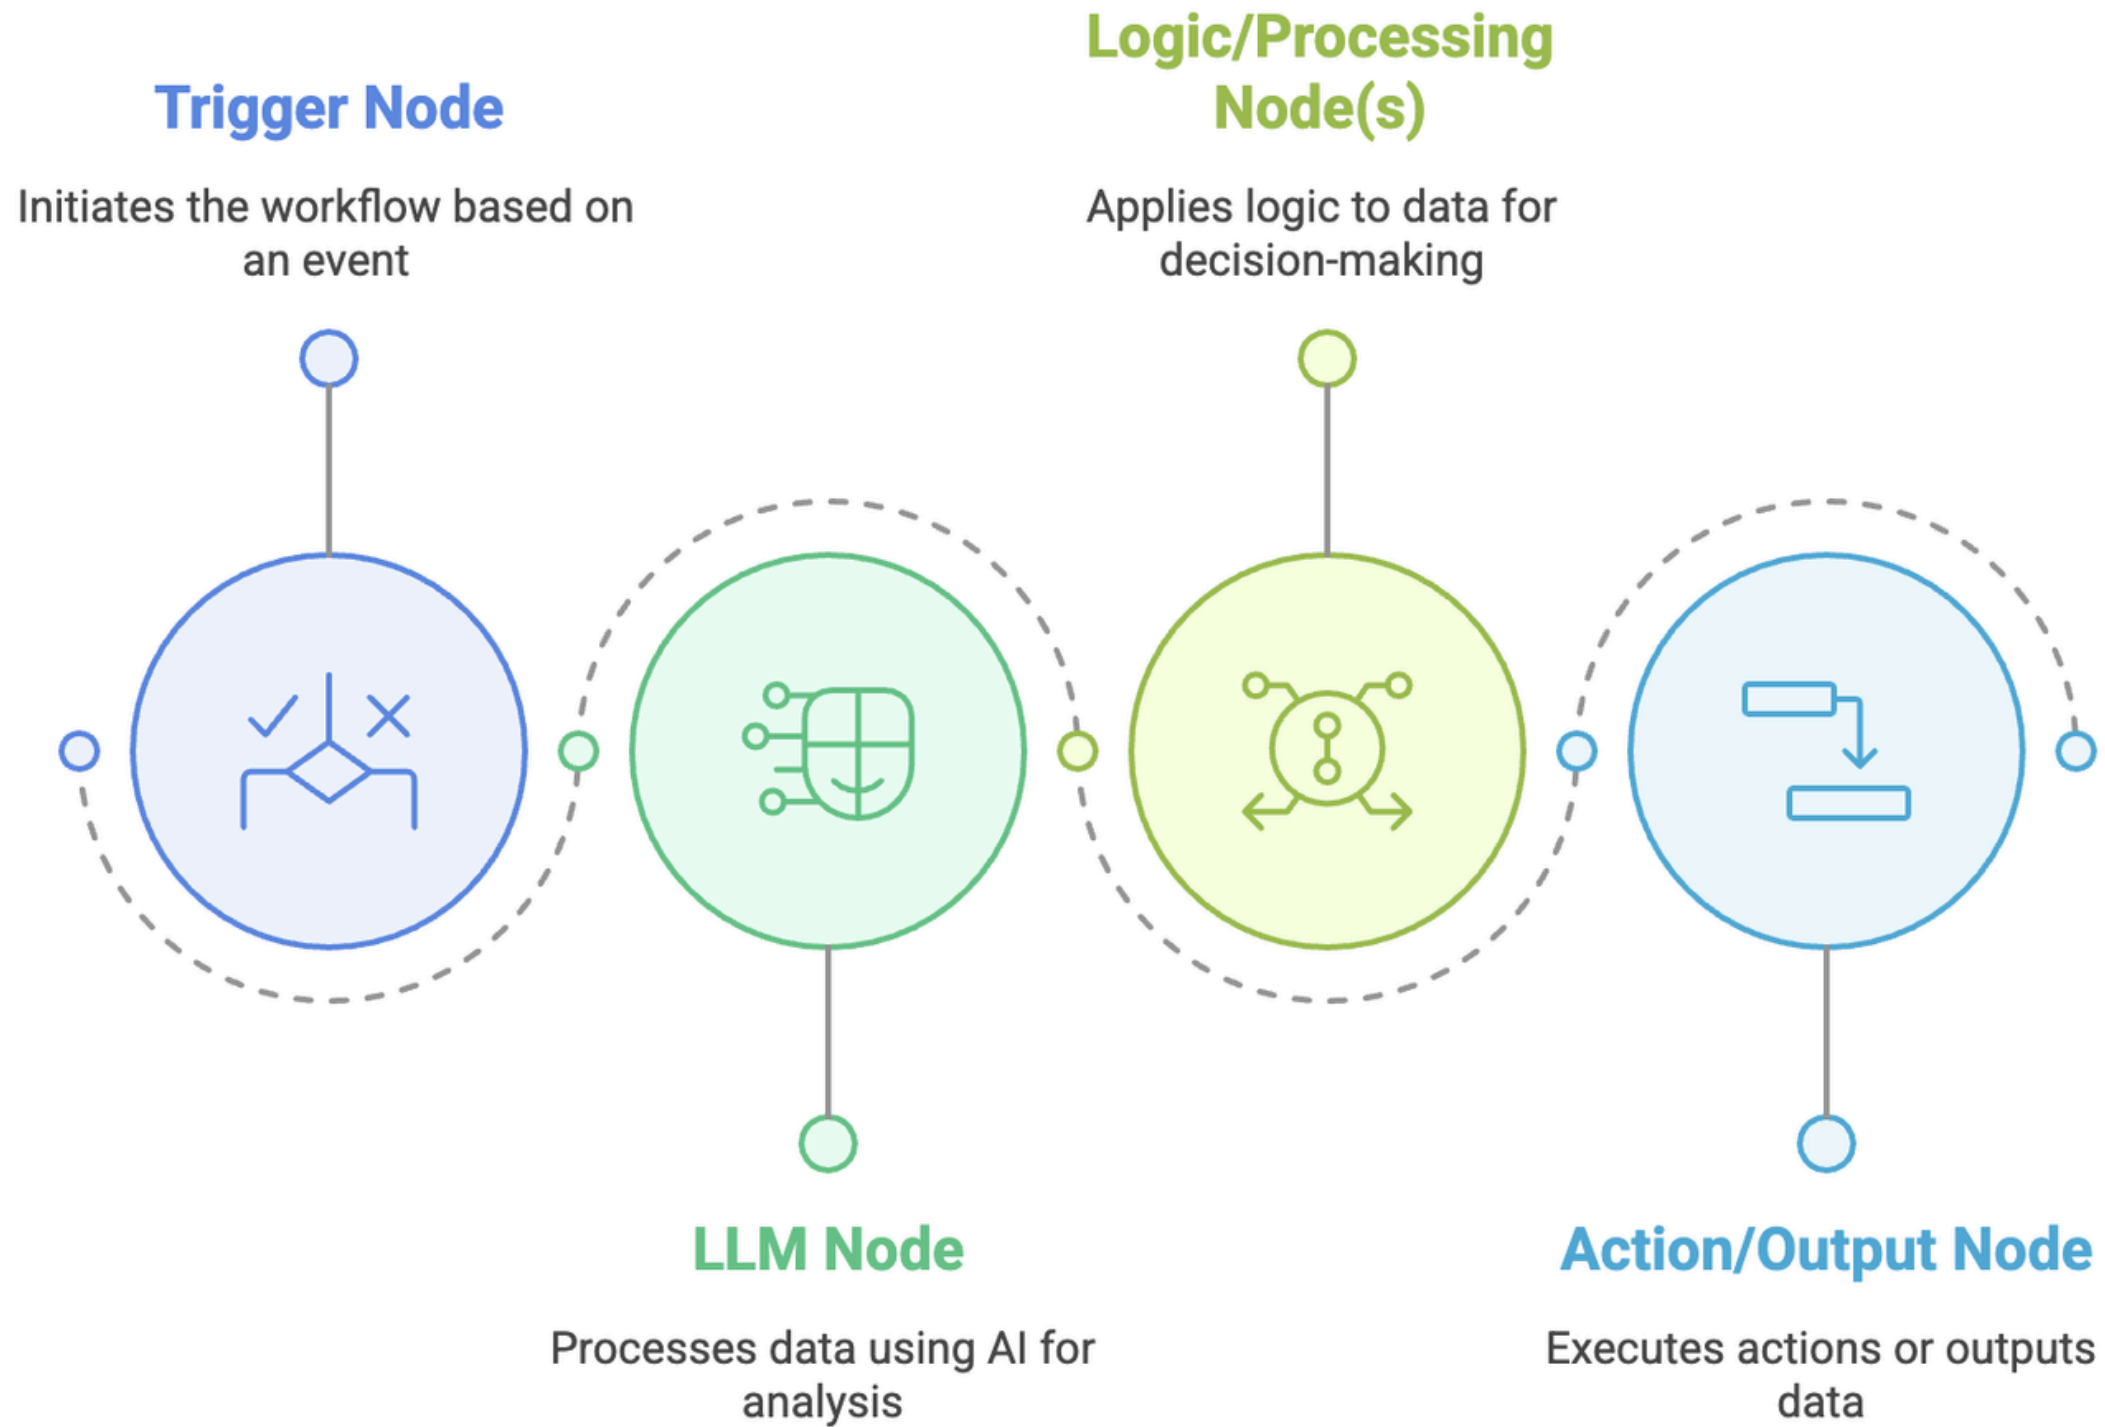 Trigger Node
Initiates the workflow based on
an event
LLM Node
Processes data using AI for
analysis
Logic/Processing
Node(s)
Applies logic to data for
decision-making
Action/Output Node
Executes actions or outputs
data